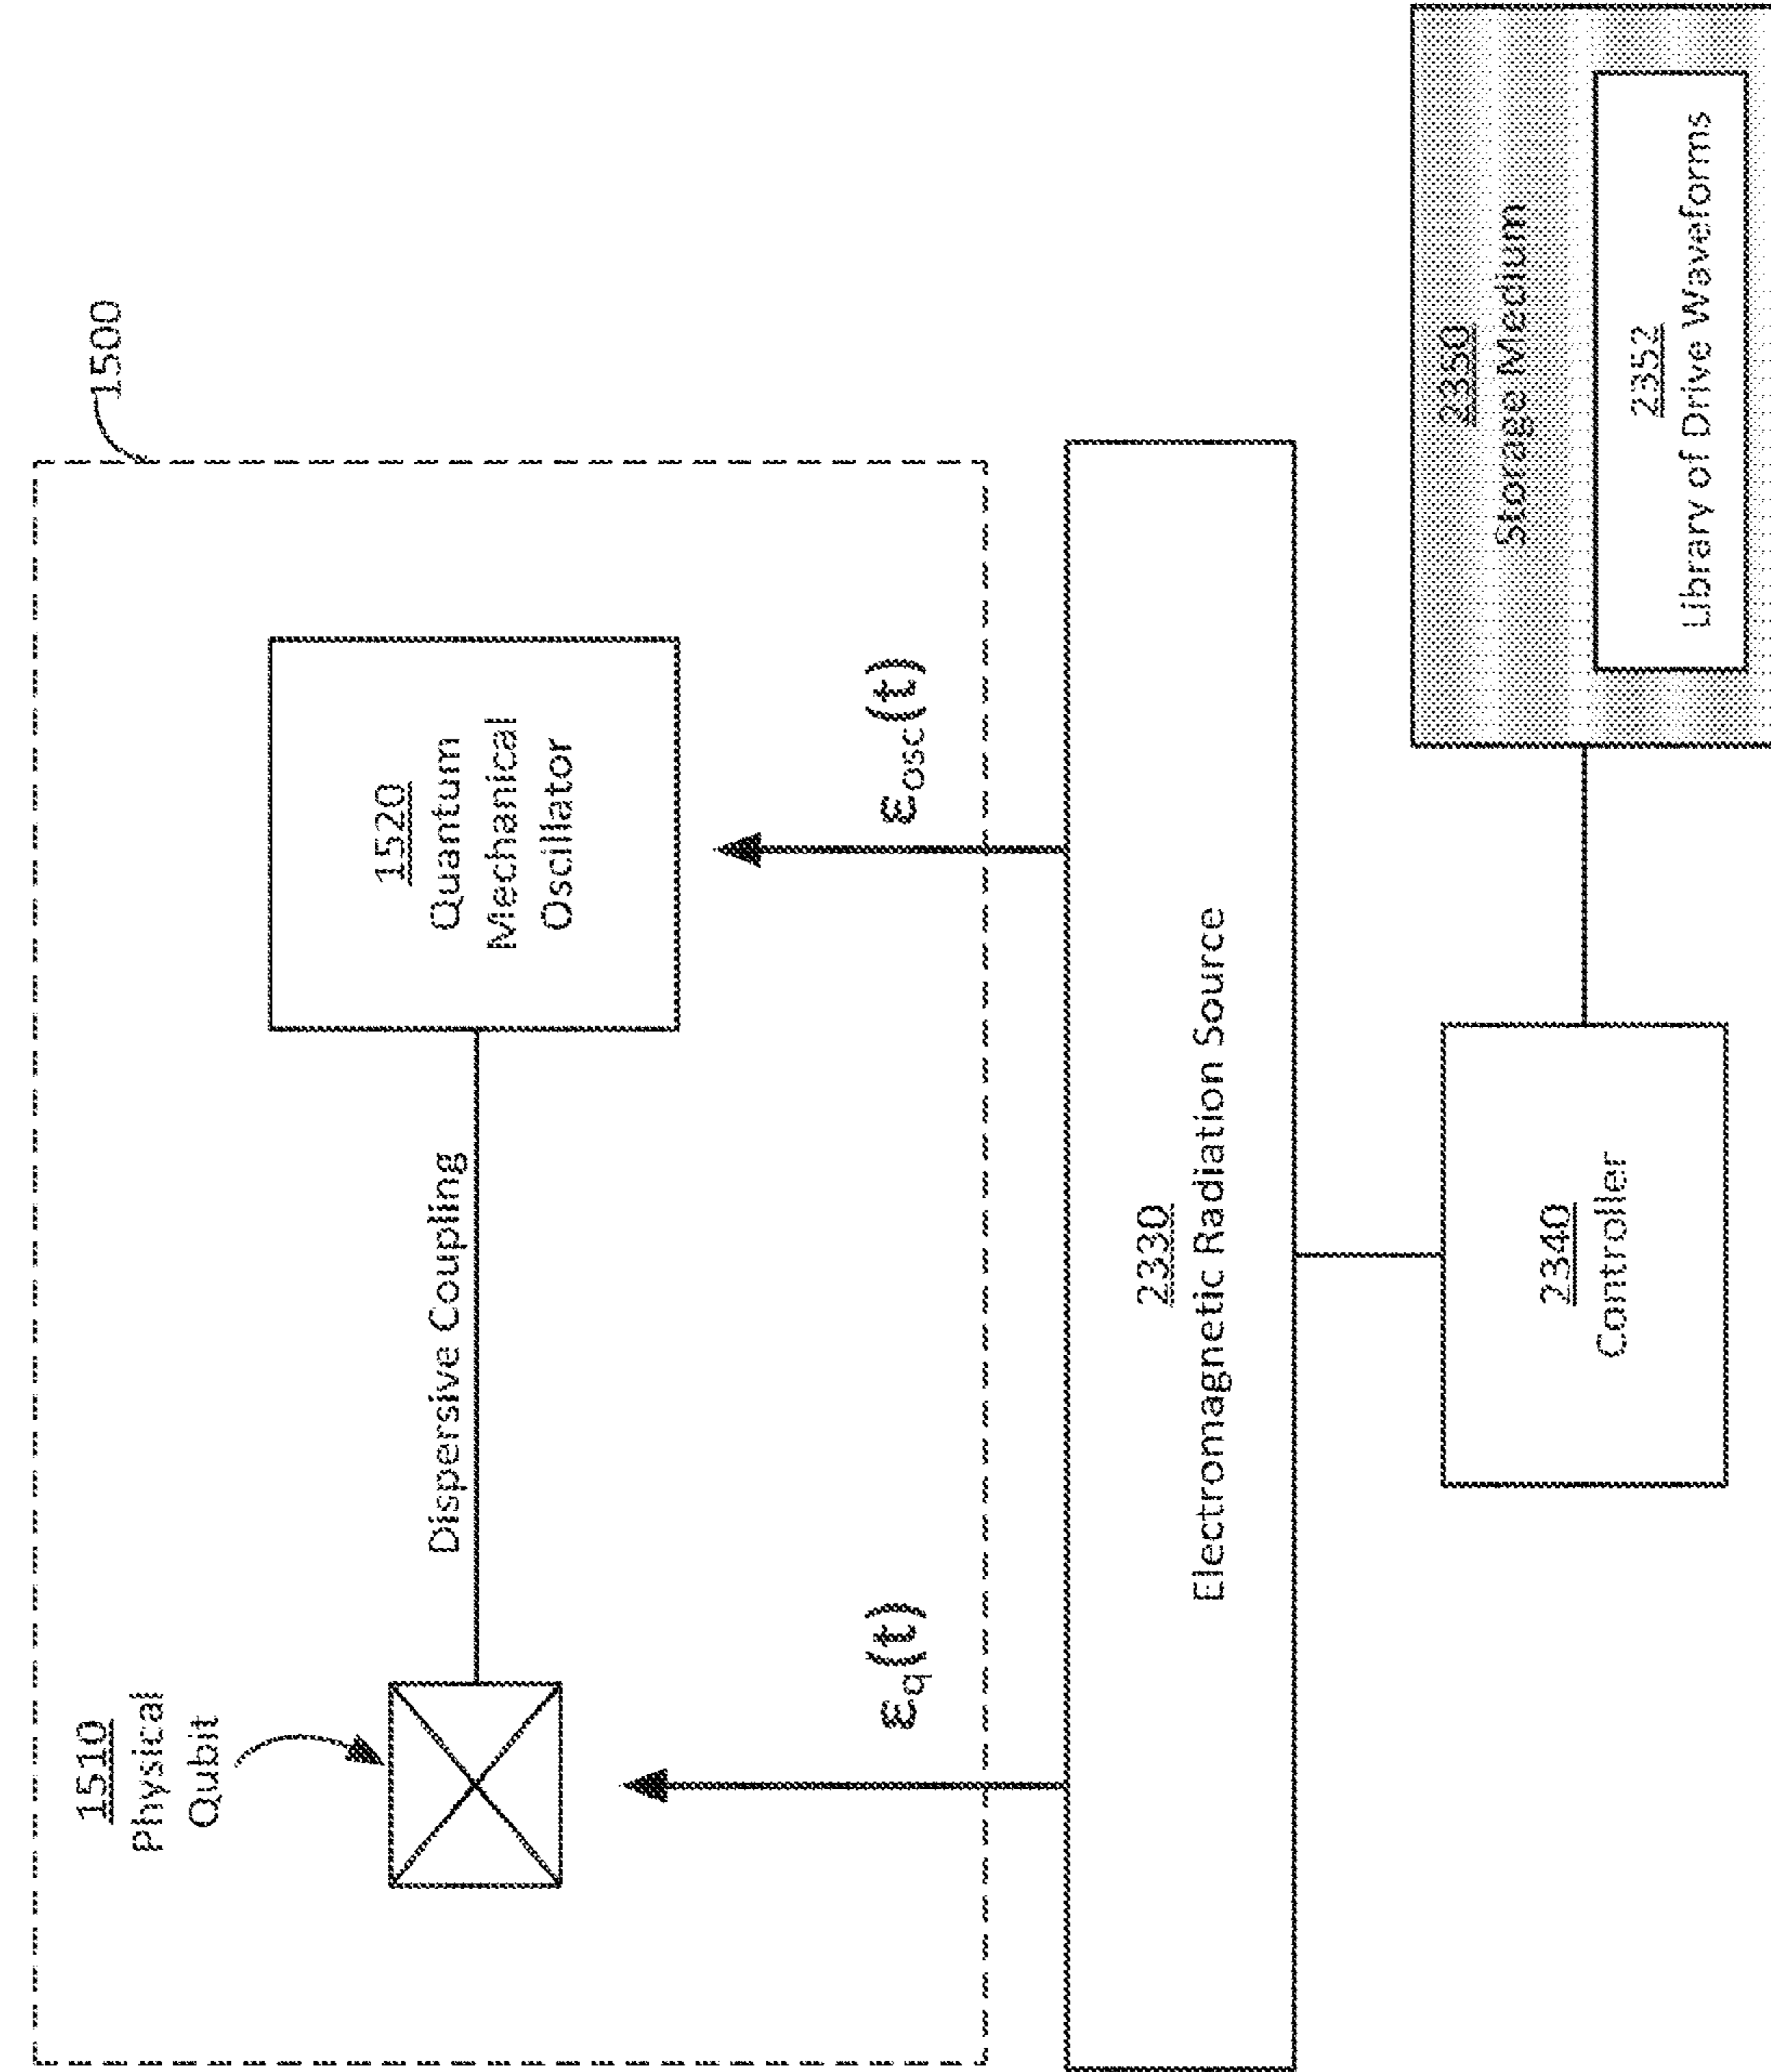 1500
1510
Physical
Qubit
Dispersive Coupling
1520
Quantum
Mechanical
Oscillator
εq(t)
εosc(t)
2330
Electromagnetic Radiation Source
2340
Controller
2350
Storage Medium
2352
Library of Drive Waveforms